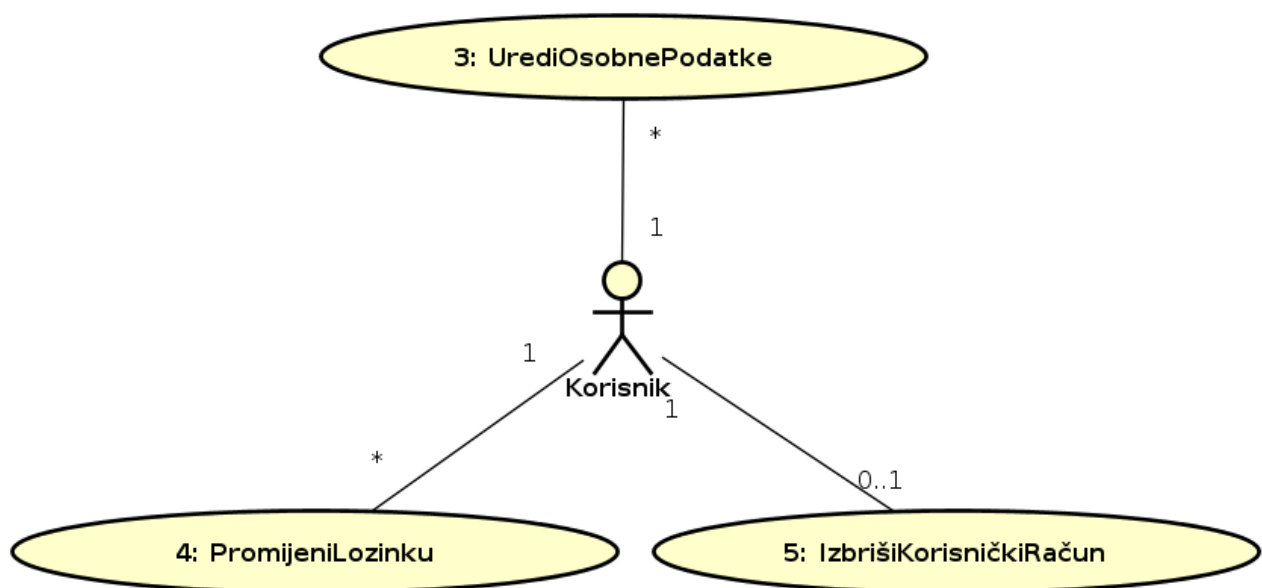 3: UrediOsobnePodatke
*
1
1
Korisnik
1
*
0..1
4: PromijeniLozinku
5: IzbrišiKorisničkiRačun